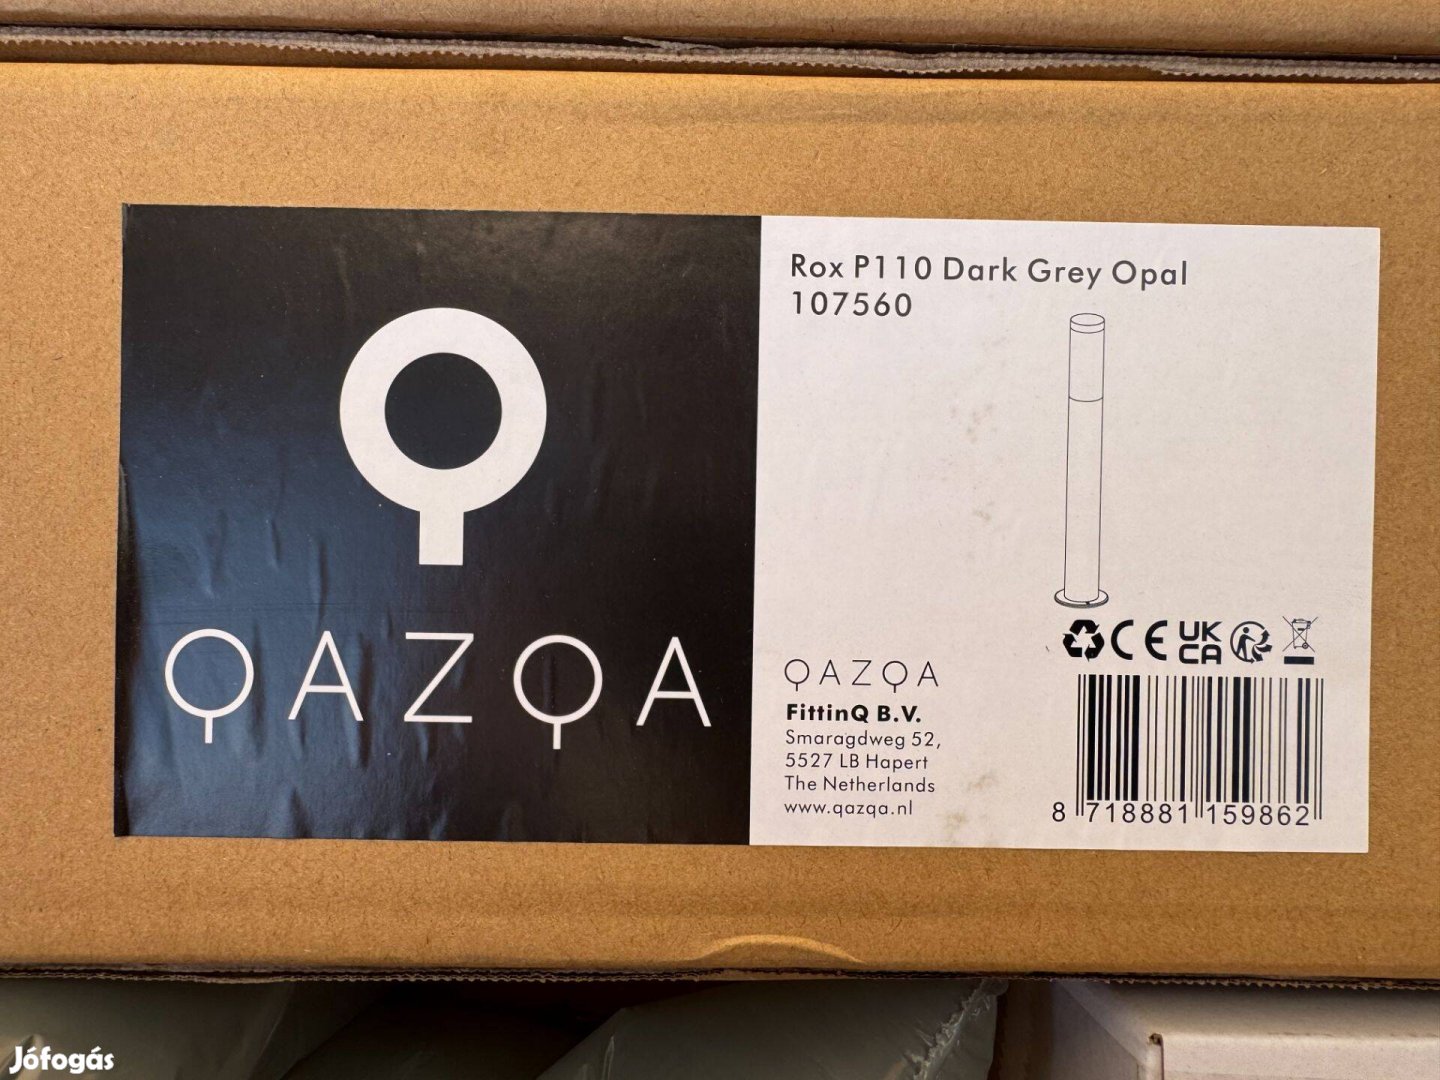 QAZQA
Rox P110 Dark Grey Opal
107560
CE
UK
CA
QAZQA
FittinQ B.V.
Smaragdweg 52,
5527 LB Hapert
The Netherlands
www.qazqa.nl
8 718881 159862
Jófogás